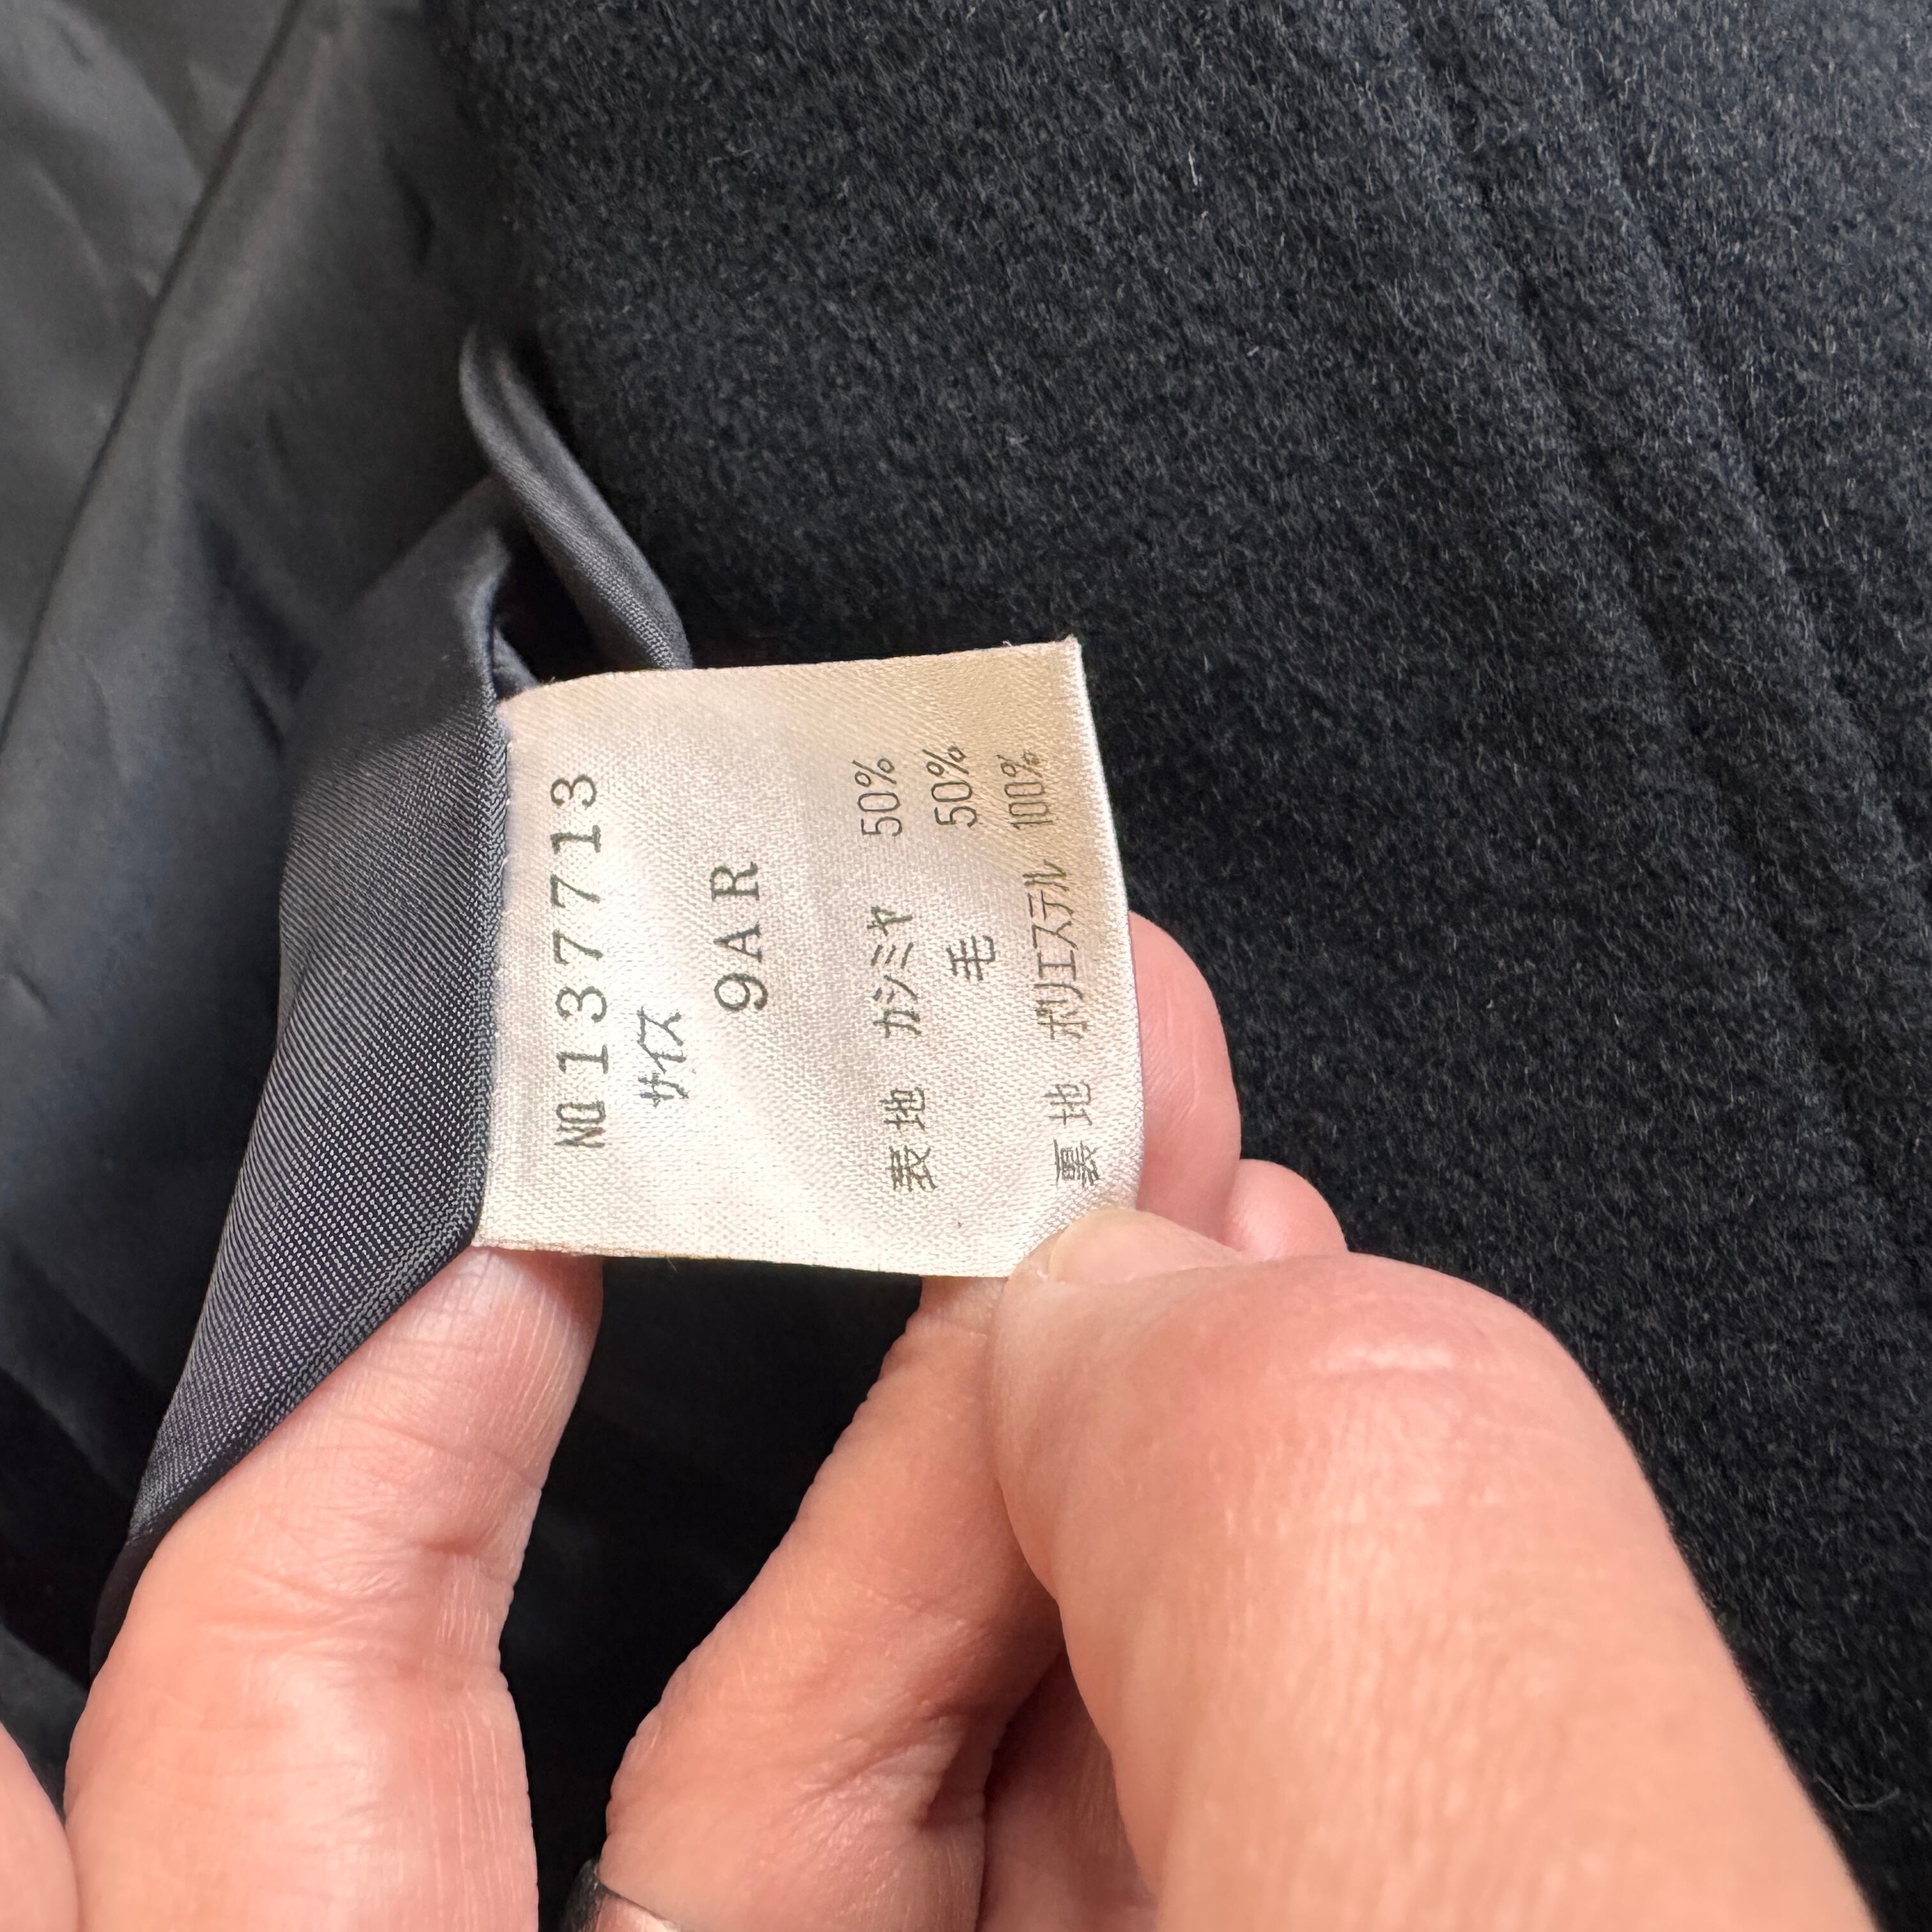 №137713
サイズ
9AR
表地 カシミヤ 50%
毛 50%
裏地 ポリエステル 100%